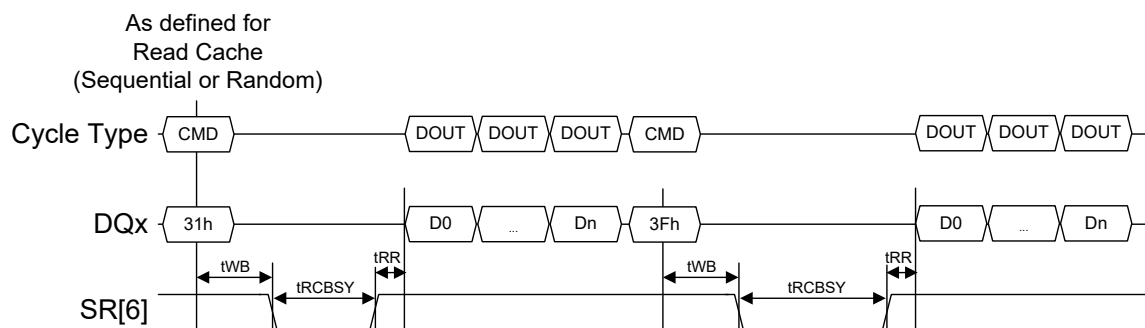 As defined for
Read Cache
(Sequential or Random)
Cycle Type CMD DOUT DOUT DOUT CMD DOUT DOUT DOUT
DQx 31h D0 ... Dn 3Fh D0 ... Dn
tWB tRR tWB tRR
tRCBSY tRCBSY
SR[6]